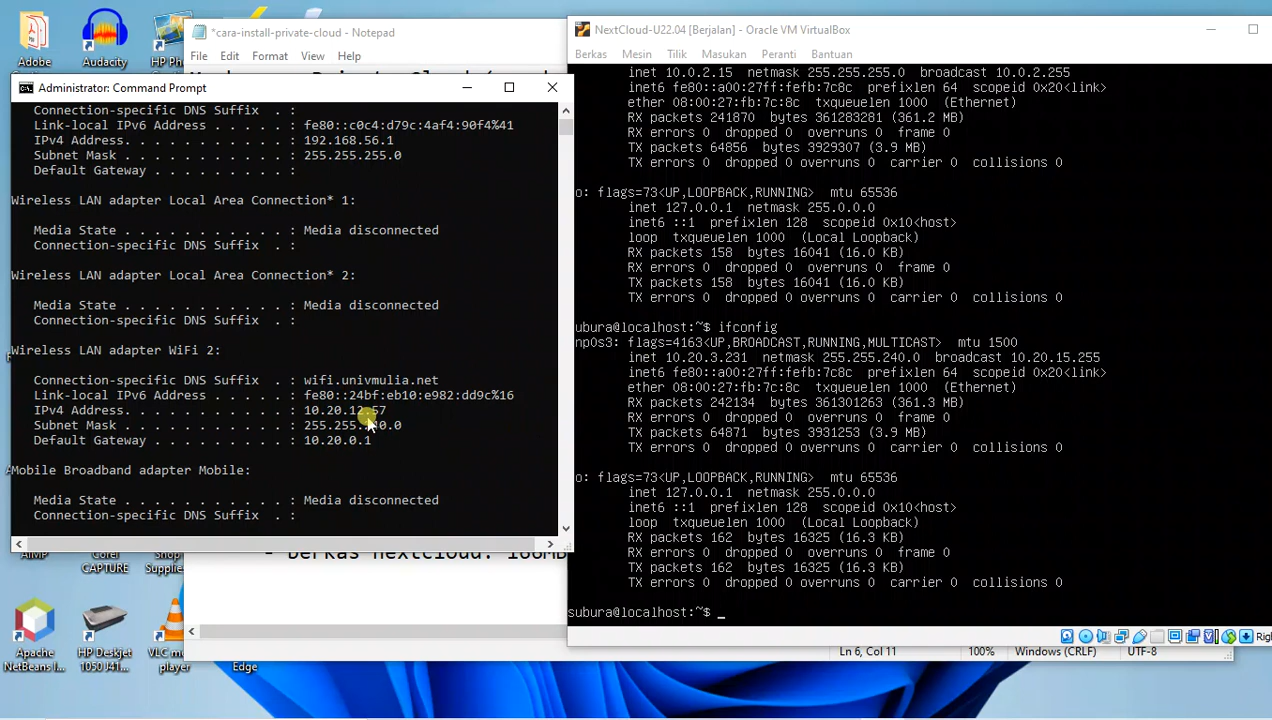 Adobe
Audacity
HP Ph
*cara-install-private-cloud - Notepad
File Edit Format View Help
Administrator: Command Prompt
Connection-specific DNS Suffix . :
Link-local IPv6 Address . . . . . : fe80::c0c4:d79c:4af4:90f4%41
IPv4 Address. . . . . . . . . . . : 192.168.56.1
Subnet Mask . . . . . . . . . . . : 255.255.255.0
Default Gateway . . . . . . . . . :
Wireless LAN adapter Local Area Connection* 1:
Media State . . . . . . . . . . . : Media disconnected
Connection-specific DNS Suffix . :
Wireless LAN adapter Local Area Connection* 2:
Media State . . . . . . . . . . . : Media disconnected
Connection-specific DNS Suffix . :
Wireless LAN adapter WiFi 2:
Connection-specific DNS Suffix . : wifi.univmulia.net
Link-local IPv6 Address . . . . . : fe80::24bf:eb10:e982:dd9c%16
IPv4 Address. . . . . . . . . . . :
Subnet Mask . . . . . . . . . . . :
Default Gateway . . . . . . . . . : 10.20.0.1
Mobile Broadband adapter Mobile:
Media State . . . . . . . . . . . : Media disconnected
Connection-specific DNS Suffix . :
- berkas nextcloud: 166MB
NextCloud-U22.04 [Berjalan] - Oracle VM VirtualBox
Berkas Mesin Tilik Masukan Peranti Bantuan
inet 10.0.2.15 netmask 255.255.255.0 broadcast 10.0.2.255
inet6 fe80::a00:27ff:fefb:7c8c prefixlen 64 scopeid 0x20<link>
ether 08:00:27:fb:7c:8c txqueuelen 1000 (Ethernet)
RX packets 241870 bytes 361283281 (361.2 MB)
RX errors 0 dropped 0 overruns 0 frame 0
TX packets 64856 bytes 3929307 (3.9 MB)
TX errors 0 dropped 0 overruns 0 carrier 0 collisions 0
o: flags=73<UP,LOOPBACK,RUNNING> mtu 65536
inet 127.0.0.1 netmask 255.0.0.0
inet6 ::1 prefixlen 128 scopeid 0x10<host>
loop txqueuelen 1000 (Local Loopback)
RX packets 158 bytes 16041 (16.0 KB)
RX errors 0 dropped 0 overruns 0 frame 0
TX packets 158 bytes 16041 (16.0 KB)
TX errors 0 dropped 0 overruns 0 carrier 0 collisions 0
subura@localhost:~$ ifconfig
np0s3: flags=4163<UP,BROADCAST,RUNNING,MULTICAST> mtu 1500
inet 10.20.3.231 netmask 255.255.240.0 broadcast 10.20.15.255
inet6 fe80::a00:27ff:fefb:7c8c prefixlen 64 scopeid 0x20<link>
ether 08:00:27:fb:7c:8c txqueuelen 1000 (Ethernet)
RX packets 242134 bytes 361301263 (361.3 MB)
RX errors 0 dropped 0 overruns 0 frame 0
TX packets 64871 bytes 3931253 (3.9 MB)
TX errors 0 dropped 0 overruns 0 carrier 0 collisions 0
o: flags=73<UP,LOOPBACK,RUNNING> mtu 65536
inet 127.0.0.1 netmask 255.0.0.0
inet6 ::1 prefixlen 128 scopeid 0x10<host>
loop txqueuelen 1000 (Local Loopback)
RX packets 162 bytes 16325 (16.3 KB)
RX errors 0 dropped 0 overruns 0 frame 0
TX packets 162 bytes 16325 (16.3 KB)
TX errors 0 dropped 0 overruns 0 carrier 0 collisions 0
subura@localhost:~$ _
Righ
Ln 6, Col 11 100% Windows (CRLF) UTF-8
AIMP
Corel CAPTURE
Shop Supplies
Apache NetBeans I...
HP Deskjet 1050 J41...
VLC m player
Edge